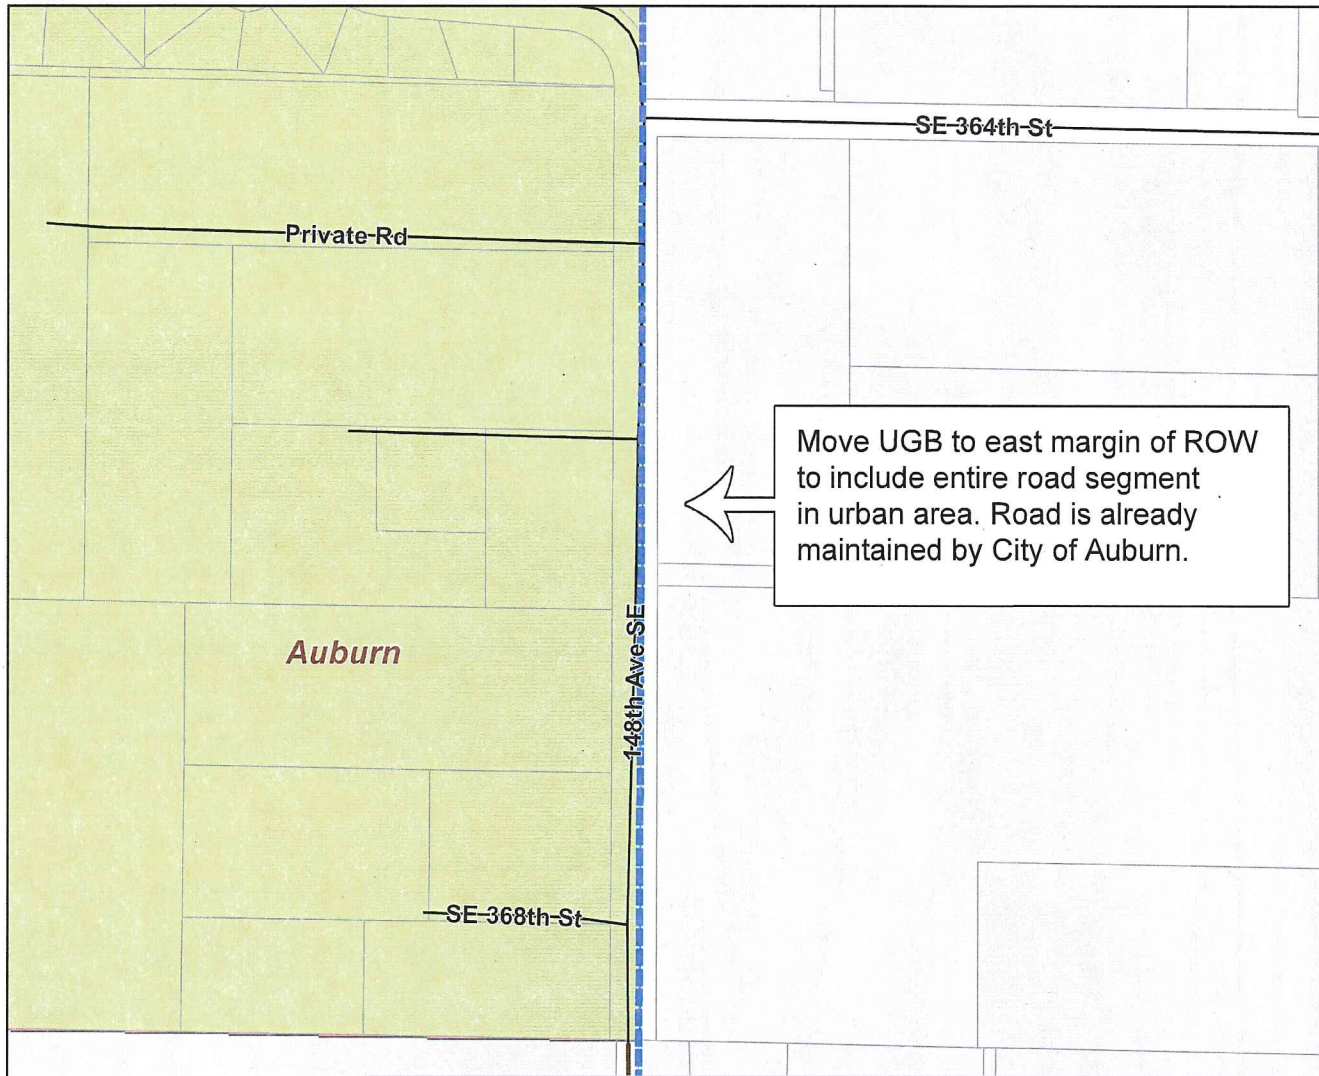 SE 364th St
Private Rd
Move UGB to east margin of ROW
to include entire road segment
in urban area. Road is already
maintained by City of Auburn.
Auburn
148th Ave SE
SE 368th St